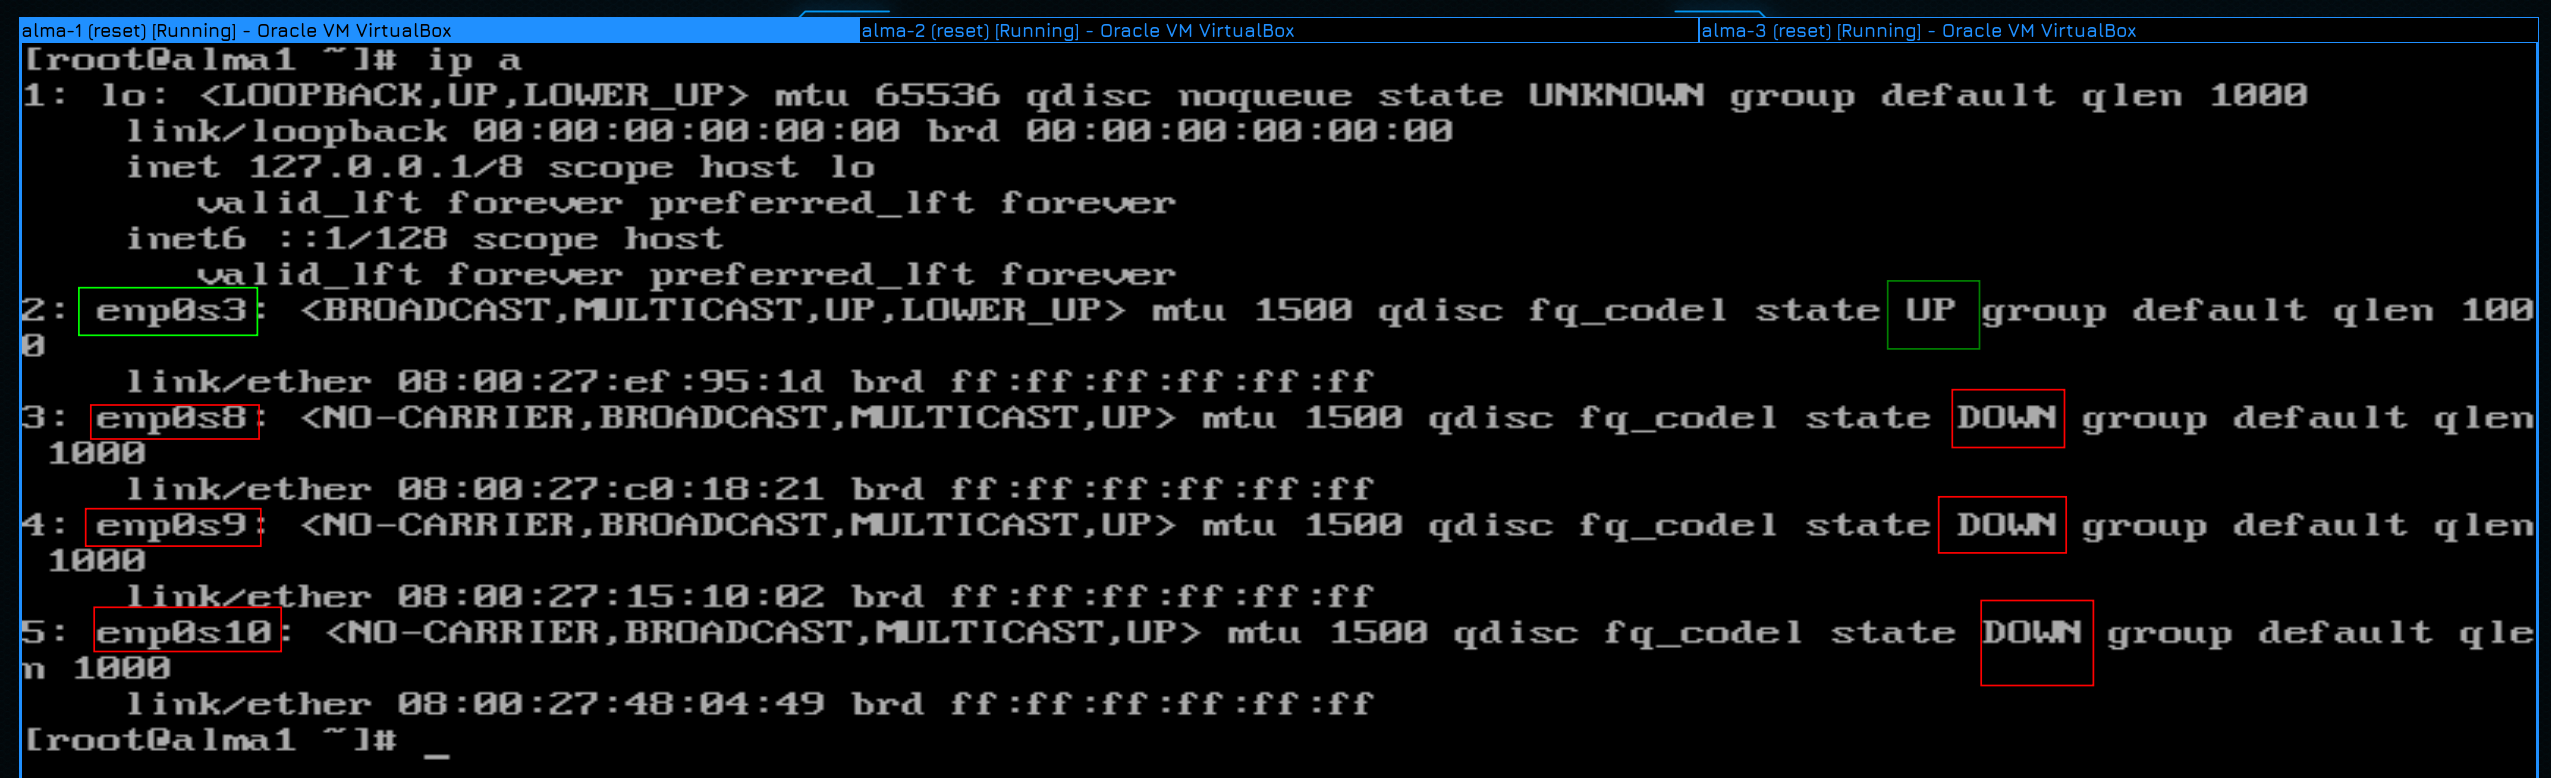 alma-1 (reset) [Running] - Oracle VM VirtualBox
alma-2 (reset) [Running] - Oracle VM VirtualBox
alma-3 (reset) [Running] - Oracle VM VirtualBox
[root@alma1 ~]# ip a
1: lo: <LOOPBACK,UP,LOWER_UP> mtu 65536 qdisc noqueue state UNKNOWN group default qlen 1000
    link/loopback 00:00:00:00:00:00 brd 00:00:00:00:00:00
    inet 127.0.0.1/8 scope host lo
       valid_lft forever preferred_lft forever
    inet6 ::1/128 scope host
       valid_lft forever preferred_lft forever
2: enp0s3: <BROADCAST,MULTICAST,UP,LOWER_UP> mtu 1500 qdisc fq_codel state UP group default qlen 100
0
    link/ether 08:00:27:ef:95:1d brd ff:ff:ff:ff:ff:ff
3: enp0s8: <NO-CARRIER,BROADCAST,MULTICAST,UP> mtu 1500 qdisc fq_codel state DOWN group default qlen
 1000
    link/ether 08:00:27:c0:18:21 brd ff:ff:ff:ff:ff:ff
4: enp0s9: <NO-CARRIER,BROADCAST,MULTICAST,UP> mtu 1500 qdisc fq_codel state DOWN group default qlen
 1000
    link/ether 08:00:27:15:10:02 brd ff:ff:ff:ff:ff:ff
5: enp0s10: <NO-CARRIER,BROADCAST,MULTICAST,UP> mtu 1500 qdisc fq_codel state DOWN group default qle
n 1000
    link/ether 08:00:27:48:04:49 brd ff:ff:ff:ff:ff:ff
[root@alma1 ~]# _